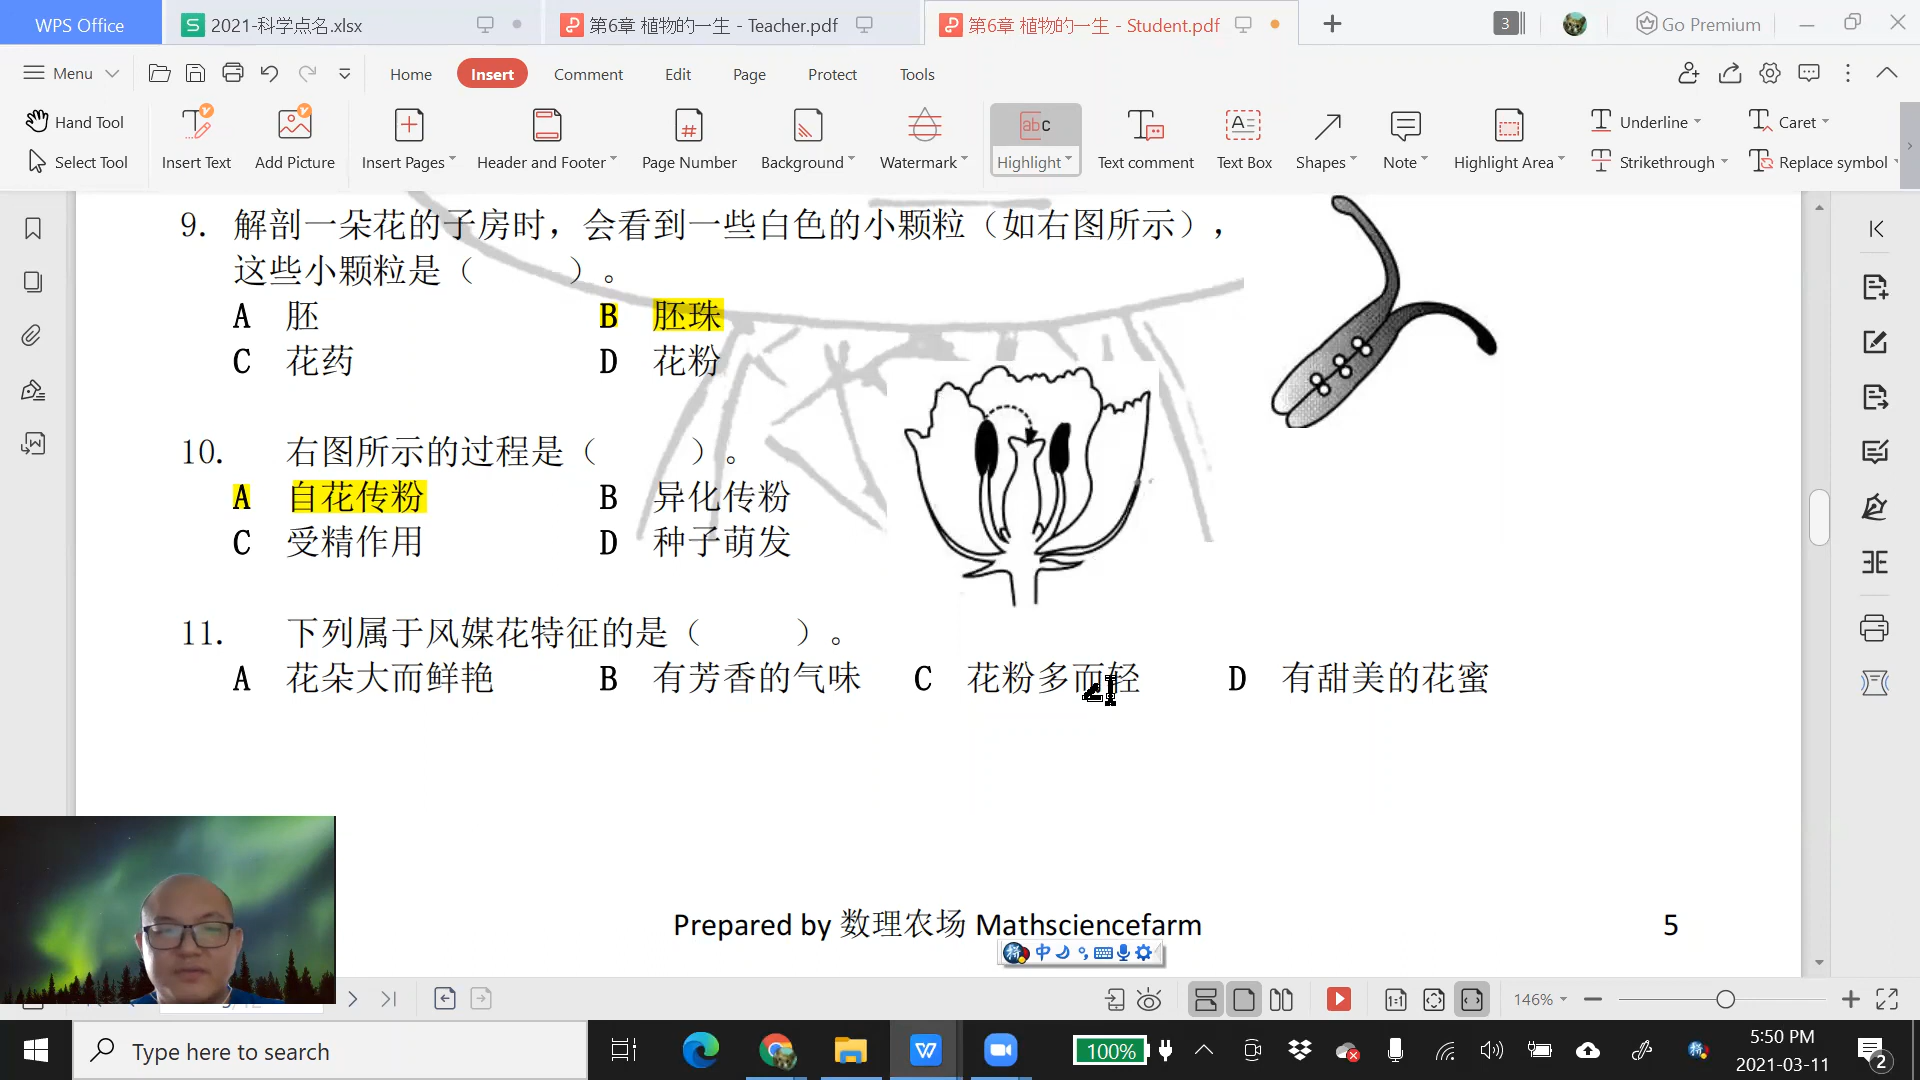 WPS Office
2021-科学点名.xlsx
第6章 植物的一生 - Teacher.pdf
第6章 植物的一生 - Student.pdf
3
Go Premium
Menu
Home
Insert
Comment
Edit
Page
Protect
Tools
Hand Tool
Select Tool
Insert Text
Add Picture
Insert Pages
Header and Footer
Page Number
Background
Watermark
Highlight
Text comment
Text Box
Shapes
Note
Highlight Area
Underline
Strikethrough
Caret
Replace symbol
9. 解剖一朵花的子房时，会看到一些白色的小颗粒（如右图所示），
这些小颗粒是（ ）。
A 胚 B 胚珠
C 花药 D 花粉
10. 右图所示的过程是（ ）。
A 自花传粉 B 异化传粉
C 受精作用 D 种子萌发
11. 下列属于风媒花特征的是（ ）。
A 花朵大而鲜艳 B 有芳香的气味 C 花粉多而轻 D 有甜美的花蜜
Prepared by 数理农场 Mathsciencefarm
5
中
146%
Type here to search
100%
5:50 PM
2021-03-11
2